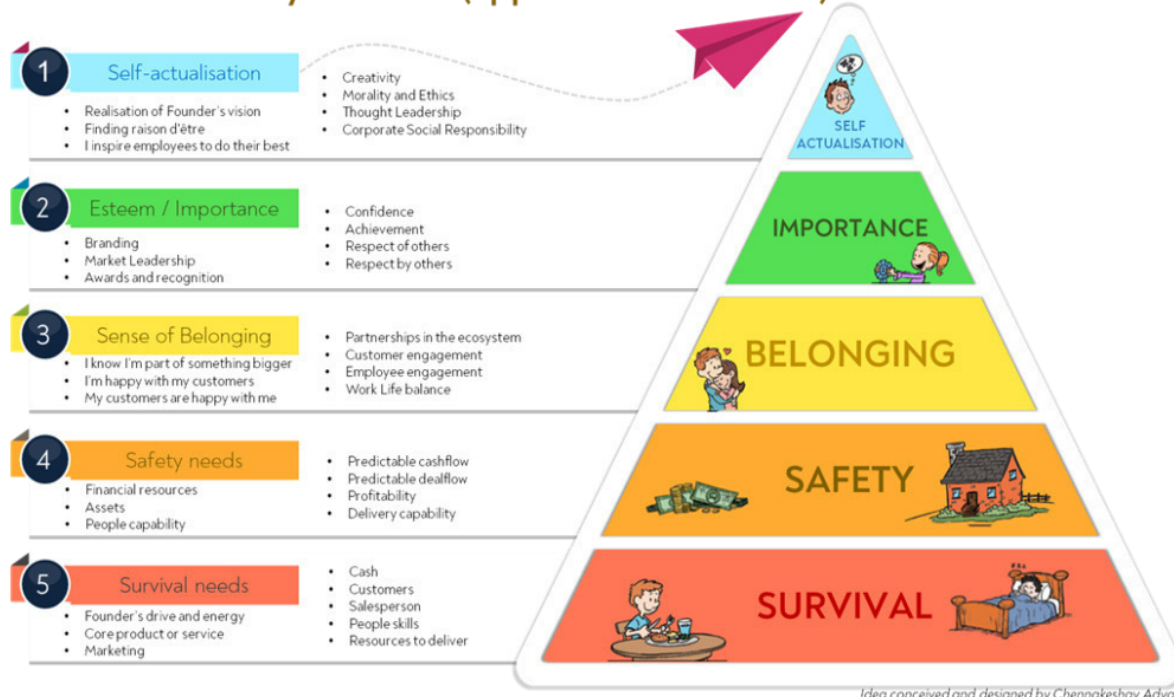 1
Self-actualisation
• Realisation of Founder's vision
• Finding raison d'être
• I inspire employees to do their best
• Creativity
• Morality and Ethics
• Thought Leadership
• Corporate Social Responsibility
2
Esteem / Importance
• Branding
• Market Leadership
• Awards and recognition
• Confidence
• Achievement
• Respect of others
• Respect by others
3
Sense of Belonging
• I know I'm part of something bigger
• I'm happy with my customers
• My customers are happy with me
• Partnerships in the ecosystem
• Customer engagement
• Employee engagement
• Work Life balance
4
Safety needs
• Financial resources
• Assets
• People capability
• Predictable cashflow
• Predictable dealflow
• Profitability
• Delivery capability
5
Survival needs
• Founder's drive and energy
• Core product or service
• Marketing
• Cash
• Customers
• Salesperson
• People skills
• Resources to deliver
SELF
ACTUALISATION
IMPORTANCE
BELONGING
SAFETY
SURVIVAL
Idea conceived and designed by Chennakeshav